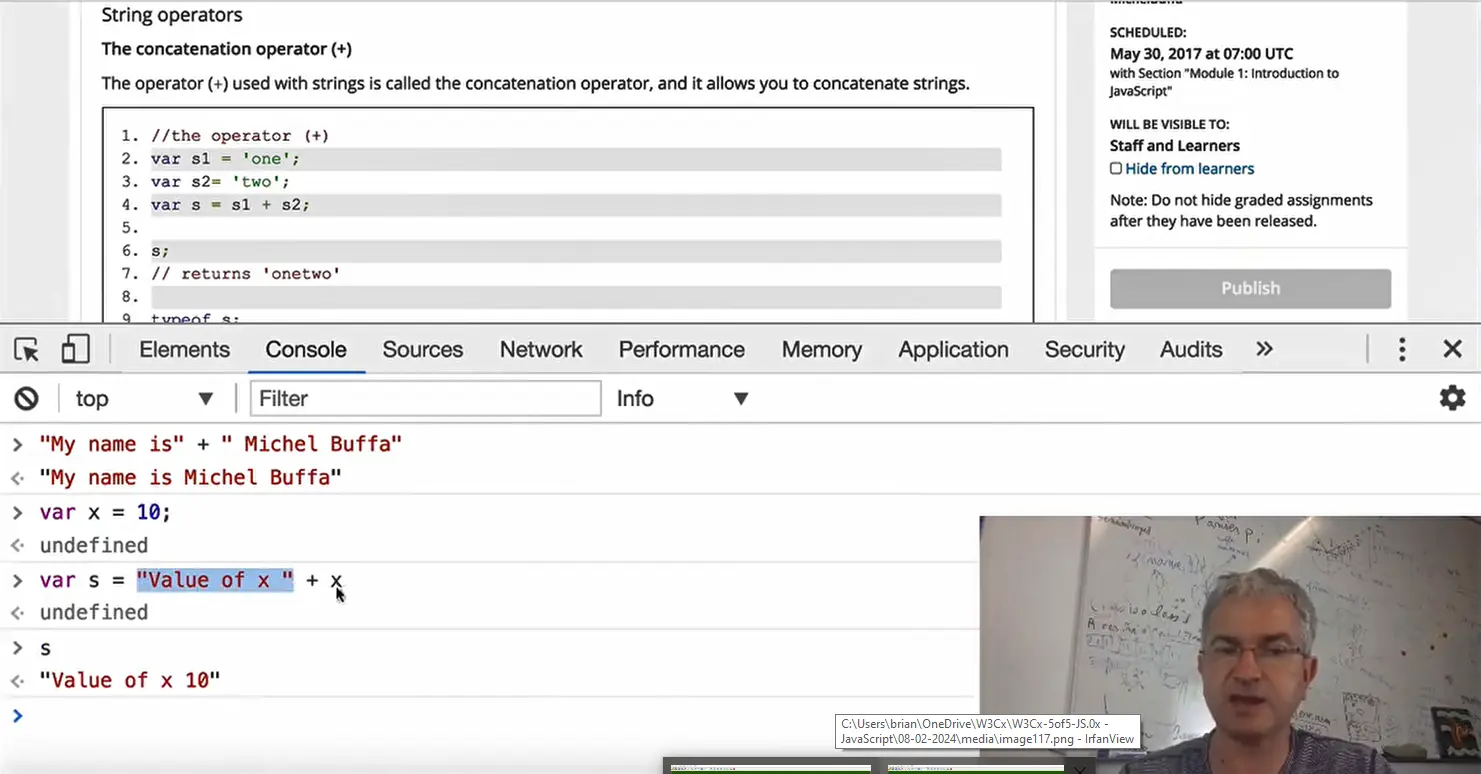 String operators
The concatenation operator (+)
The operator (+) used with strings is called the concatenation operator, and it allows you to concatenate strings.
1. //the operator (+)
2. var s1 = 'one';
3. var s2= 'two';
4. var s = s1 + s2;
5.
6. s;
7. // returns 'onetwo'
8.
9 typeof s;
MichelBuffa
SCHEDULED:
May 30, 2017 at 07:00 UTC
with Section "Module 1: Introduction to
JavaScript"
WILL BE VISIBLE TO:
Staff and Learners
Hide from learners
Note: Do not hide graded assignments
after they have been released.
Publish
Elements Console Sources Network Performance Memory Application Security Audits »
top Filter Info
> "My name is" + " Michel Buffa"
"My name is Michel Buffa"
> var x = 10;
undefined
> var s = "Value of x " + x
undefined
> s
"Value of x 10"
>
C:\Users\brian\OneDrive\W3Cx\W3Cx-5of5-JS.0x -
JavaScript\08-02-2024\media\image117.png - IrfanView